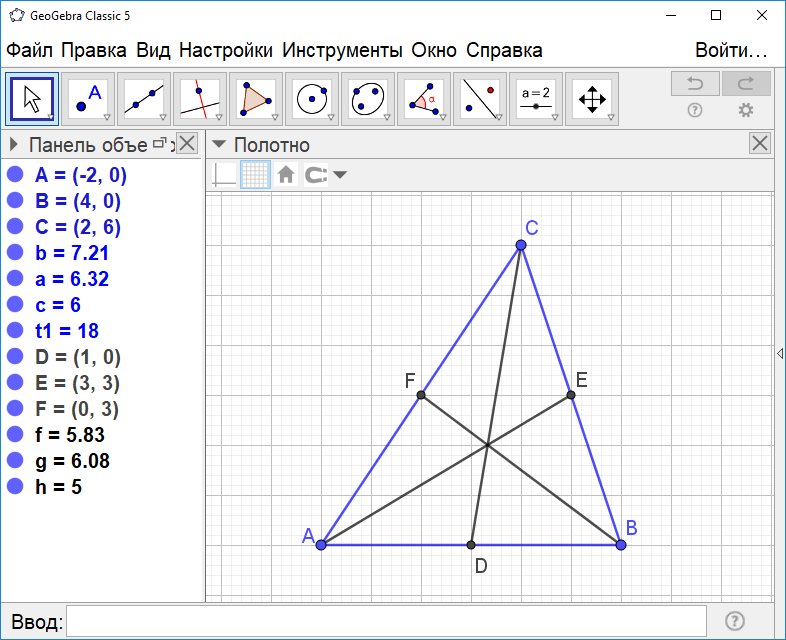 GeoGebra Classic 5
Файл Правка Вид Настройки Инструменты Окно Справка Войти...
A α a=2
Панель объе
Полотно
A = (-2, 0)
B = (4, 0)
C = (2, 6)
b = 7.21
a = 6.32
c = 6
t1 = 18
D = (1, 0)
E = (3, 3)
F = (0, 3)
f = 5.83
g = 6.08
h = 5
C
F
E
A
B
D
Ввод: